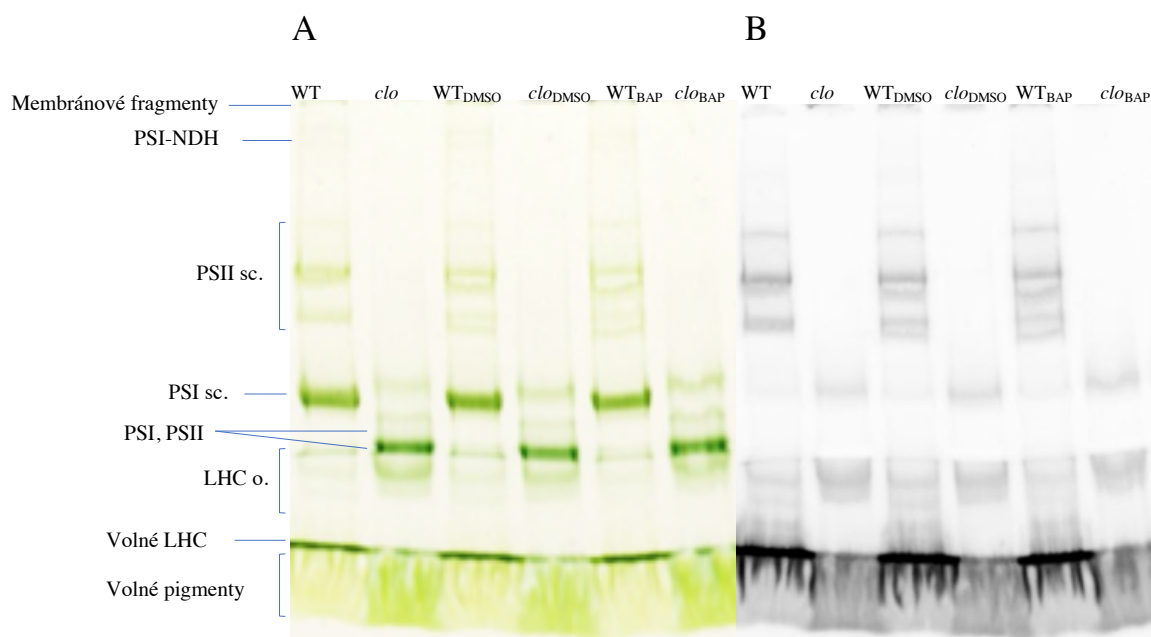 A B
WT clo WTDMSO cloDMSO WTBAP cloBAP WT clo WTDMSO cloDMSO WTBAP cloBAP
Membránové fragmenty
PSI-NDH
PSII sc.
PSI sc.
PSI, PSII
LHC o.
Volné LHC
Volné pigmenty